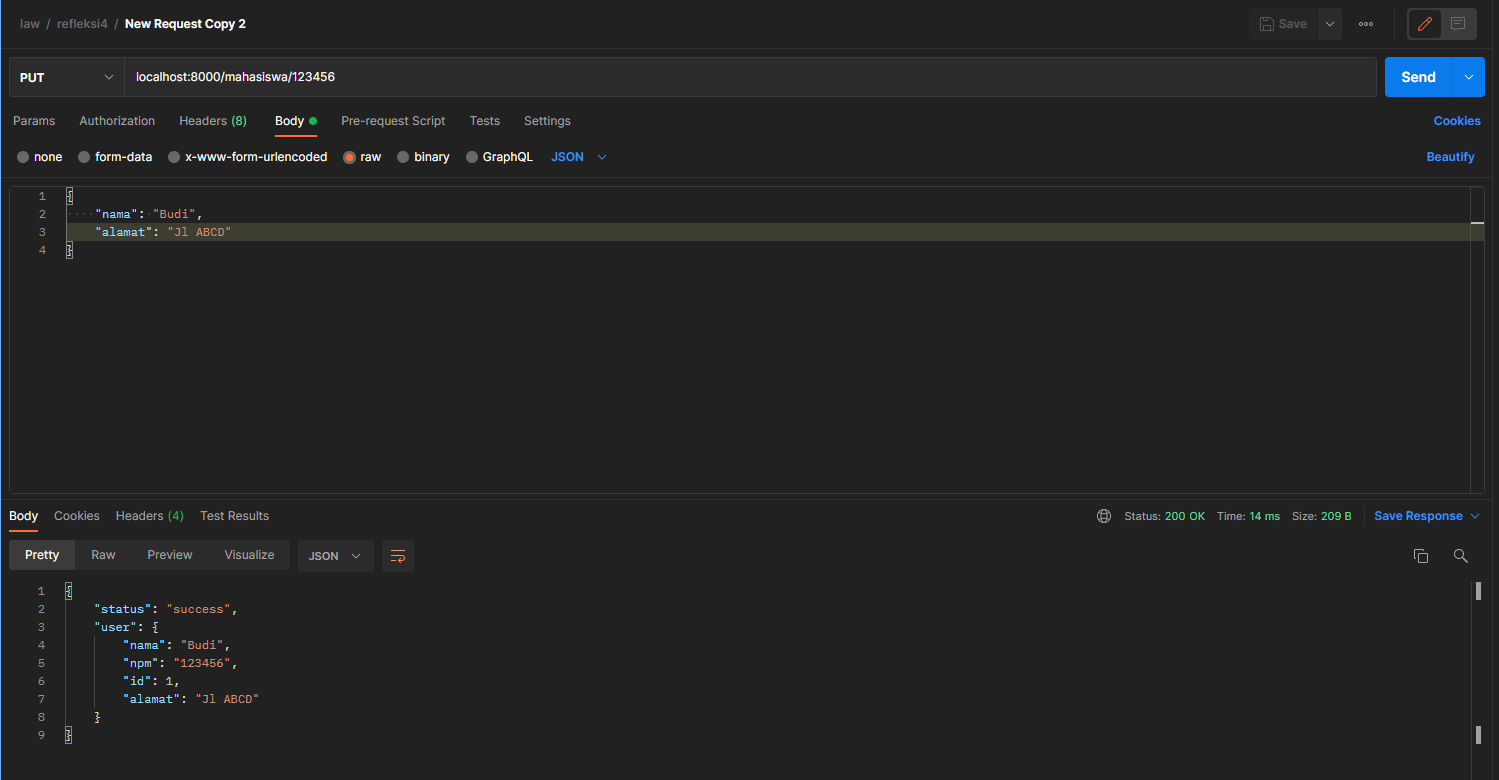 law / refleksi4 / New Request Copy 2
Save
PUT
localhost:8000/mahasiswa/123456
Send
Params Authorization Headers (8) Body Pre-request Script Tests Settings Cookies
none form-data x-www-form-urlencoded raw binary GraphQL JSON Beautify
1 {
2 "nama": "Budi",
3 "alamat": "Jl ABCD"
4 }
Body Cookies Headers (4) Test Results Status: 200 OK Time: 14 ms Size: 209 B Save Response
Pretty Raw Preview Visualize JSON
1 {
2 "status": "success",
3 "user": {
4 "nama": "Budi",
5 "npm": "123456",
6 "id": 1,
7 "alamat": "Jl ABCD"
8 }
9 }